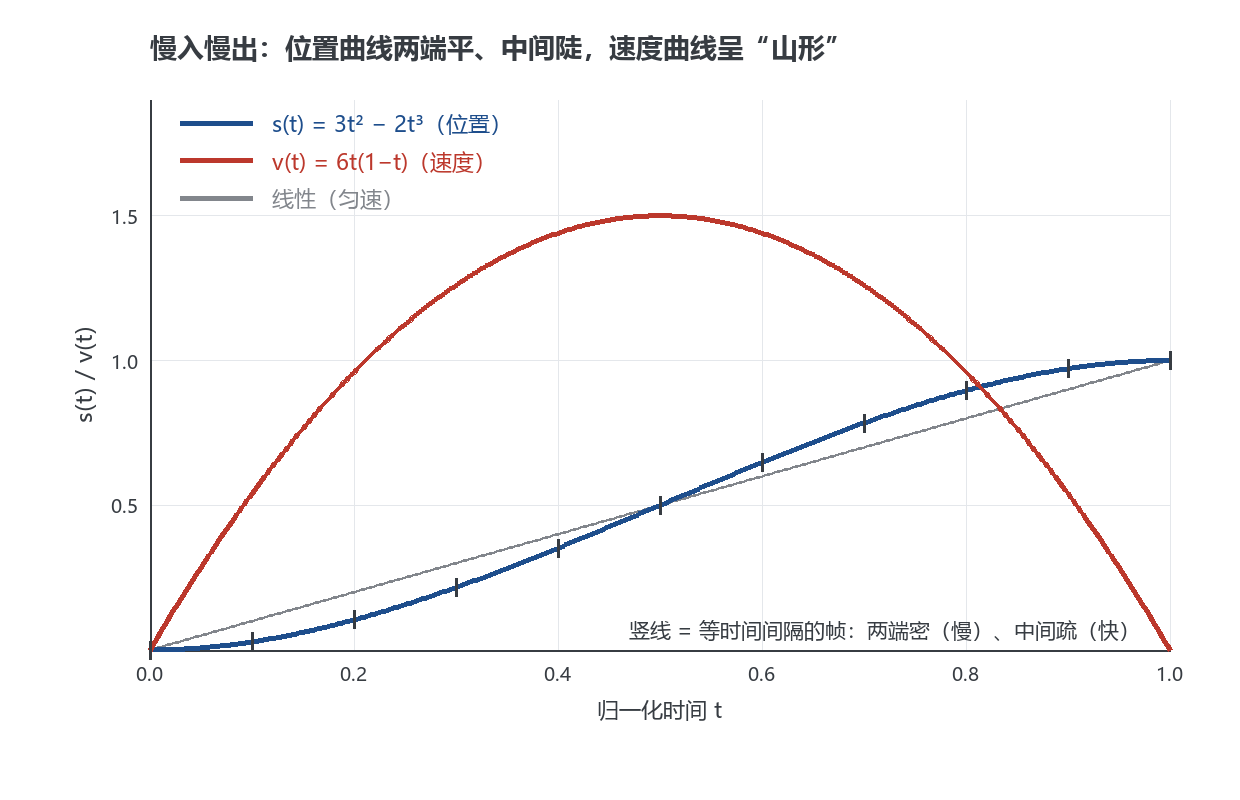 慢入慢出：位置曲线两端平、中间陡，速度曲线呈“山形”
s(t) = 3t² − 2t³（位置）
v(t) = 6t(1−t)（速度）
线性（匀速）
1.5
1.0
0.5
s(t) / v(t)
竖线 = 等时间间隔的帧：两端密（慢）、中间疏（快）
0.0 0.2 0.4 0.6 0.8 1.0
归一化时间 t